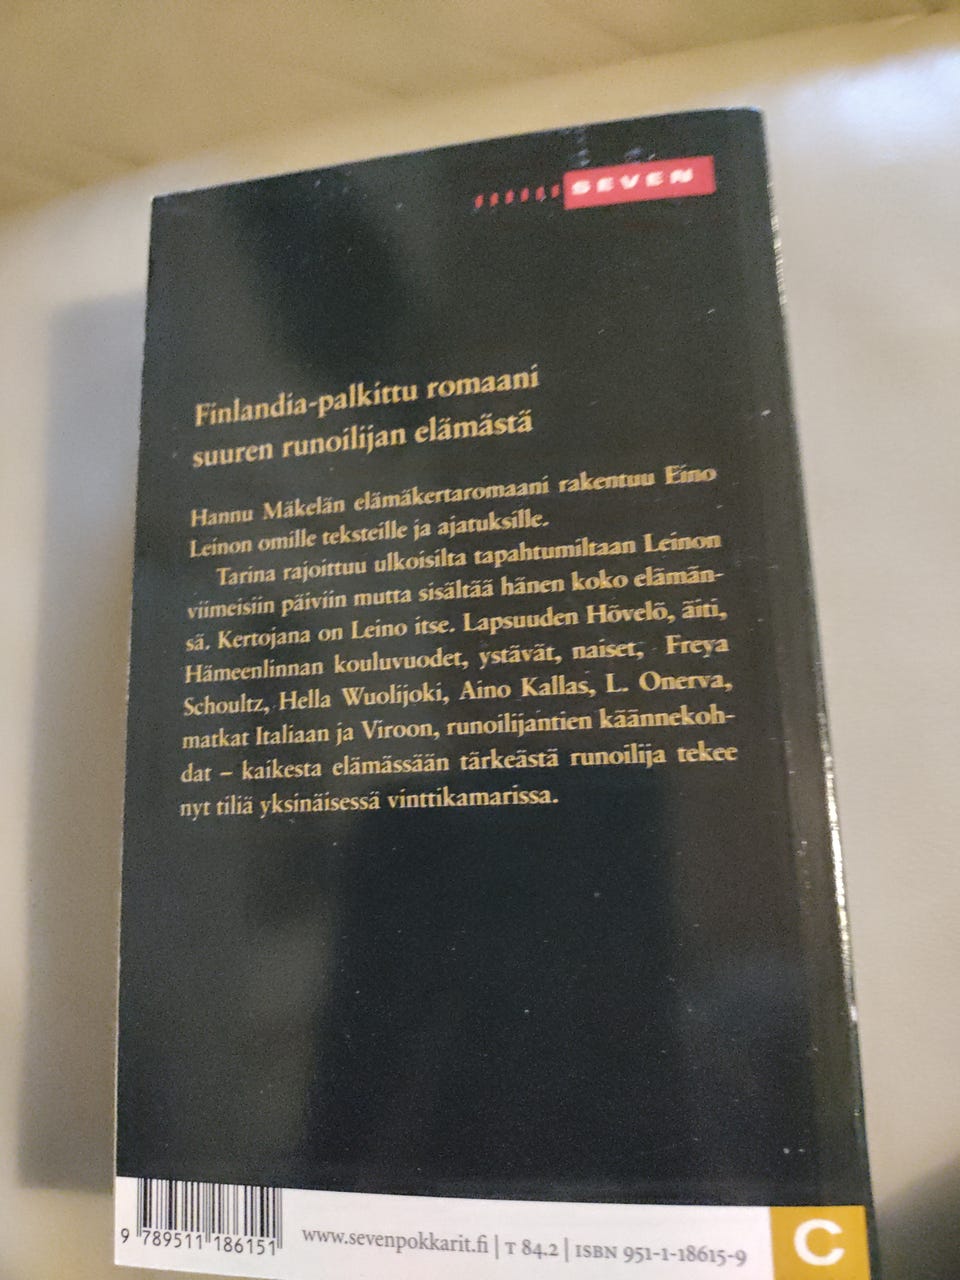 SEVEN
Finlandia-palkittu romaani
suuren runoilijan elämästä
Hannu Mäkelän elämäkertaromaani rakentuu Eino
Leinon omille teksteille ja ajatuksille.
Tarina rajoittuu ulkoisilta tapahtumiltaan Leinon
viimeisiin päiviin mutta sisältää hänen koko elämän-
sä. Kertojana on Leino itse. Lapsuuden Hövelö, äiti,
Hämeenlinnan kouluvuodet, ystävät, naiset, Freya
Schoultz, Hella Wuolijoki, Aino Kallas, L. Onerva,
matkat Italiaan ja Viroon, runoilijantien käännekoh-
dat – kaikesta elämässään tärkeästä runoilija tekee
nyt tiliä yksinäisessä vinttikamarissa.
9 789511 186151
www.sevenpokkarit.fi | T 84.2 | ISBN 951-1-18615-9
C